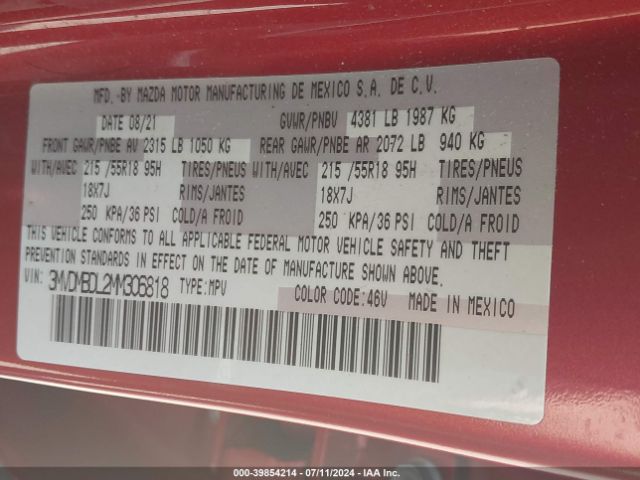 MFD. BY MAZDA MOTOR MANUFACTURING DE MEXICO S.A. DE C.V.
DATE 08/21 GVWR/PNBV 4381 LB 1987 KG
FRONT GAWR/PNBE AV 2315 LB 1050 KG REAR GAWR/PNBE AR 2072 LB 940 KG
WITH/AVEC 215 /55R18 95H TIRES/PNEUS WITH/AVEC 215 /55R18 95H TIRES/PNEUS
18X7J RIMS/JANTES 18X7J RIMS/JANTES
250 KPA/36 PSI COLD/A FROID 250 KPA/36 PSI COLD/A FROID
THIS VEHICLE CONFORMS TO ALL APPLICABLE FEDERAL MOTOR VEHICLE SAFETY AND THEFT
PREVENTION STANDARDS IN EFFECT ON THE DATE OF MANUFACTURE SHOWN ABOVE.
VIN: 3MVDMBDL2MM306818 TYPE:MPV
COLOR CODE:46V MADE IN MEXICO
000-39854214 - 07/11/2024 - IAAI.COM